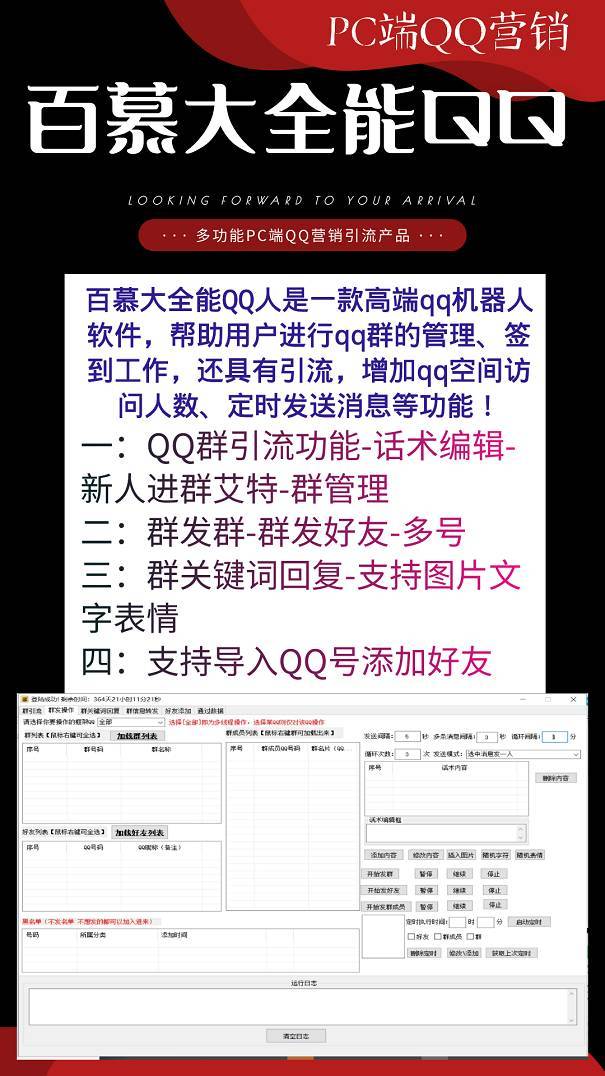 PC端QQ营销
百慕大全能QQ
LOOKING FORWARD TO YOUR ARRIVAL
··· 多功能PC端QQ营销引流产品 ···
百慕大全能QQ人是一款高端qq机器人
软件，帮助用户进行qq群的管理、签
到工作，还具有引流，增加qq空间访
问人数、定时发送消息等功能！
一：QQ群引流功能-话术编辑-
新人进群艾特-群管理
二：群发群-群发好友-多号
三：群关键词回复-支持图片文
字表情
四：支持导入QQ号添加好友
登陆成功!剩余时间：364天21小时11分21秒
群引流 群发操作 群关键词回复 群信息转发 好友添加 通过数据
请选择你要操作的框架QQ 全部 选择[全部]即为多线程操作，选择某QQ则仅对该QQ操作
群列表【鼠标右键可全选】 加载群列表
序号 群号码 群名称
群成员列表【鼠标右键群可加载出来】
序号 群成员QQ号码 群名片（QQ...
发送间隔： 5 秒 多条消息间隔： 3 秒 循环间隔： 1 分
循环次数： 3 次 发送模式： 选中消息发一人
序号 话术内容
删除内容
话术编辑框
添加内容 修改内容 插入图片 随机字符 随机表情
好友列表【鼠标右键可全选】 加载好友列表
序号 QQ号码 QQ昵称（备注）
开始发群 暂停 继续 停止
开始发好友 暂停 继续 停止
开始发群成员 暂停 继续 停止
黑名单（不发名单 不想发的都可以加入进来）
号码 所属分类 添加时间
定时执行时间： 时 分 启动定时
好友 群成员 群
删除定时 修改\添加 获取上次定时
运行日志
清空日志